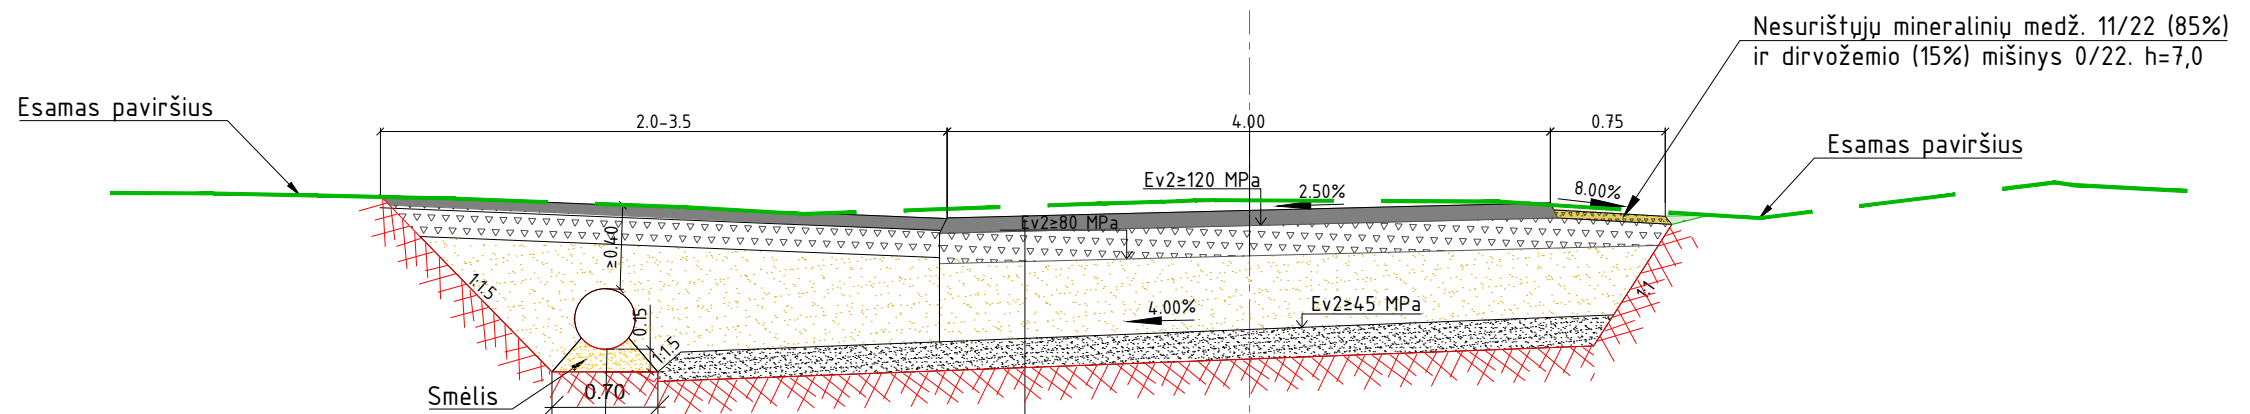 Nesurištųjų mineralinių medž. 11/22 (85%)
ir dirvožemio (15%) mišinys 0/22. h=7,0
Esamas paviršius
2.0-3.5
4.00
0.75
Esamas paviršius
Ev2≥120 MPa
2.50%
8.00%
Ev2≥80 MPa
≥0.40
1:1.5
1:1
0.15
4.00%
Ev2≥45 MPa
1:1.5
Smėlis
0.70